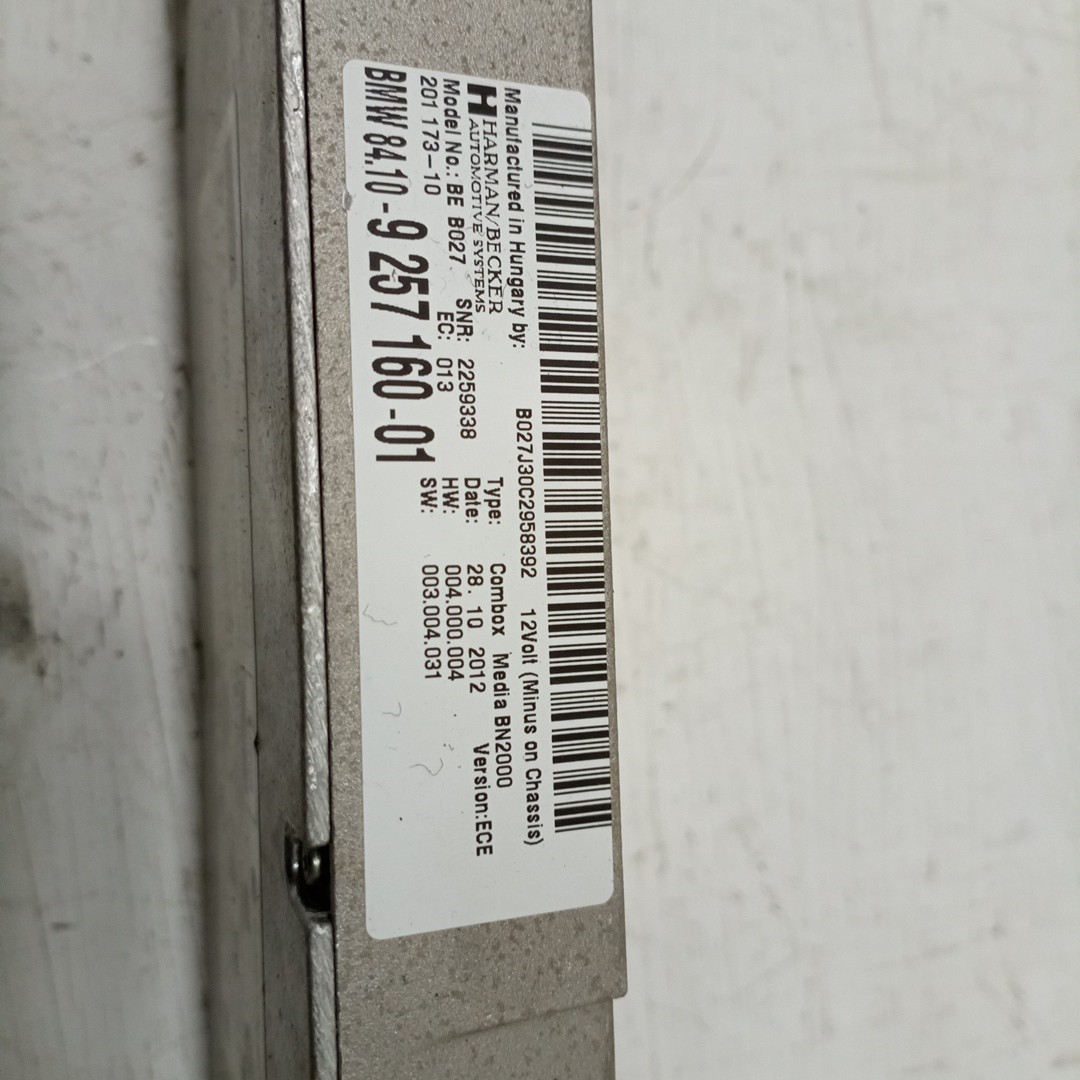 B027J30C2958392 12Volt (Minus on Chassis)
Manufactured in Hungary by:
HARMAN/BECKER
AUTOMOTIVE SYSTEMS
Type: Combox Media BN2000
SNR: 2259338 Date: 28. 10 2012 Version:ECE
Model No.: BE B027 EC: 013 HW: 004.000.004
201 173-10 SW: 003.004.031
BMW 84.10-9 257 160-01